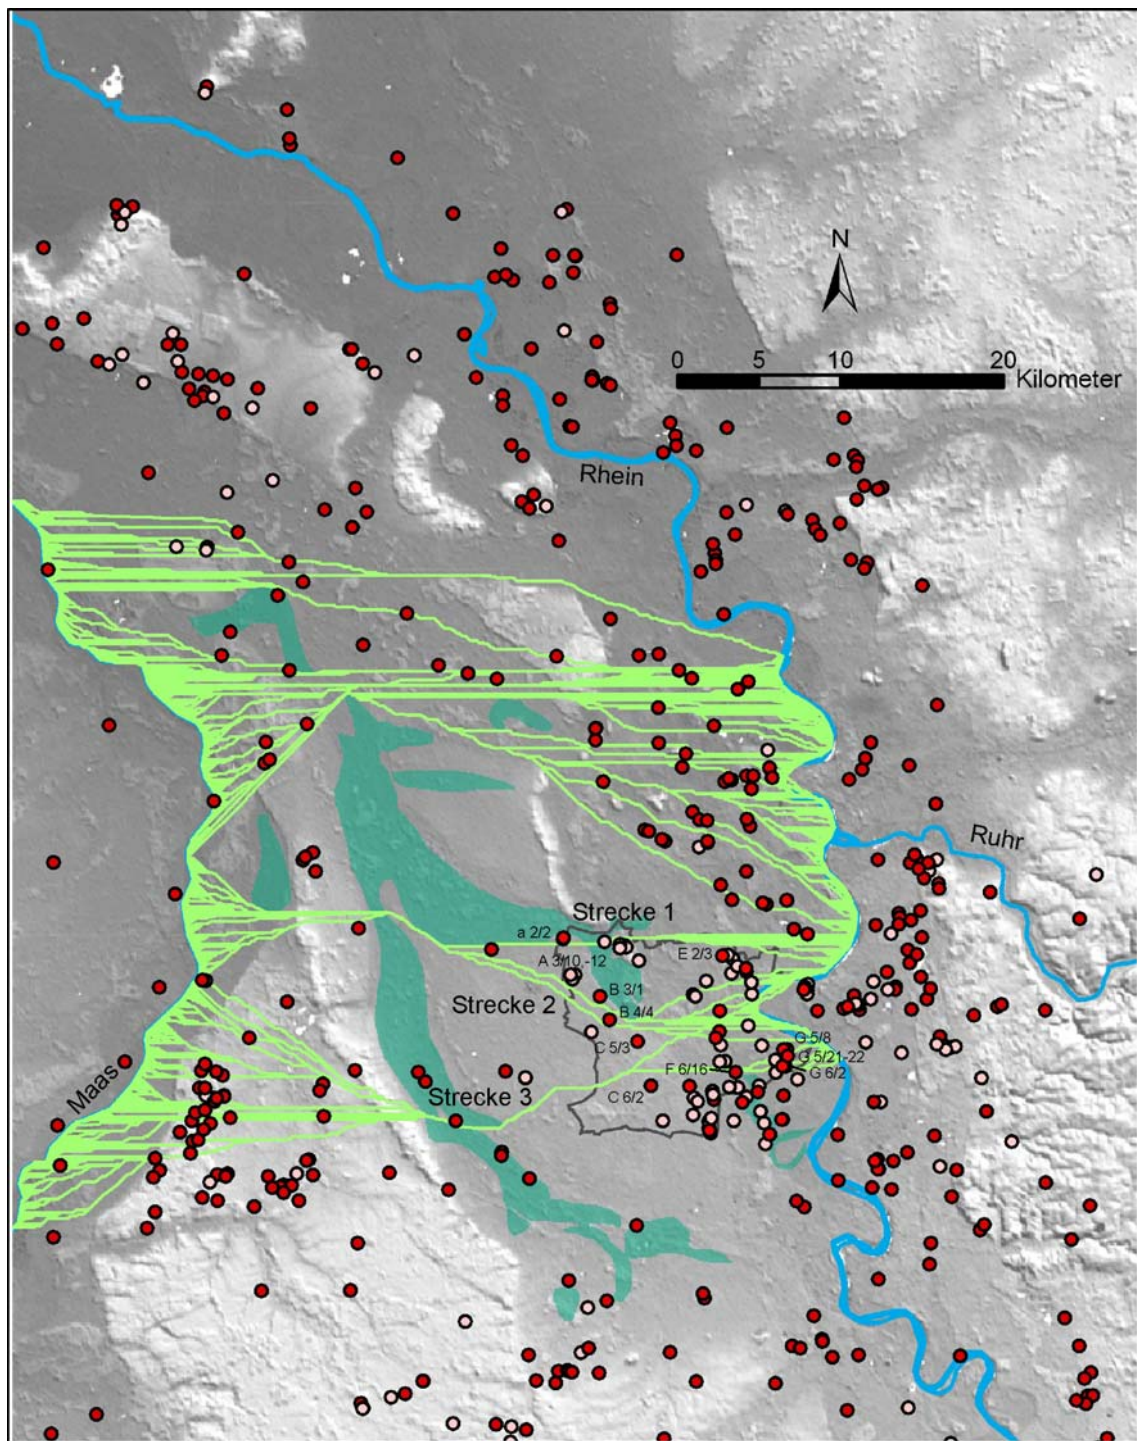 N
0 5 10 20
Kilometer
Rhein
Ruhr
Strecke 1
a 2/2
E 2/3
A 3/10,-12
B 3/1
Strecke 2
B 4/4
G 5/8
C 5/3
G 5/21-22
F 6/16
G 6/2
Maas
Strecke 3
C 6/2